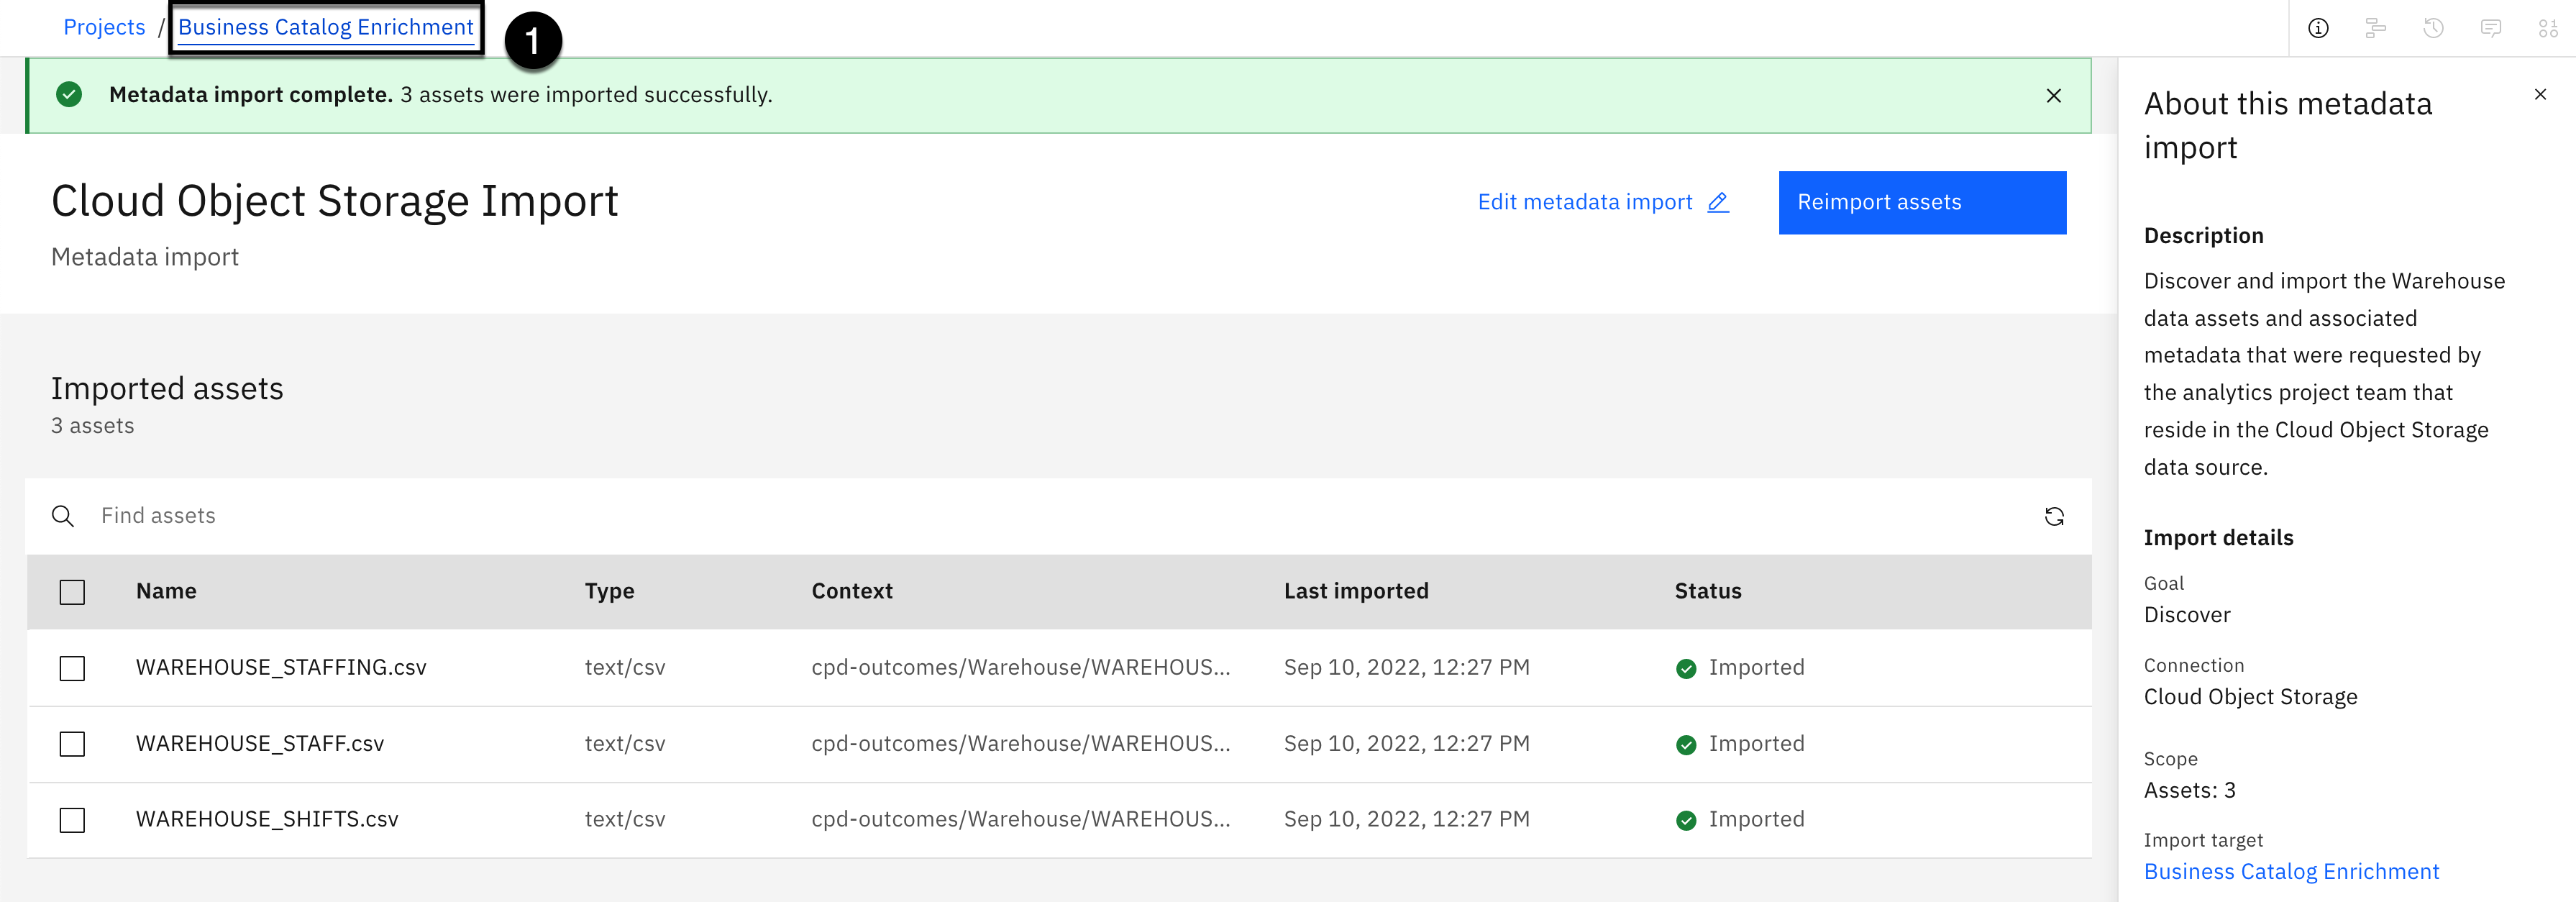 Projects / Business Catalog Enrichment
1
Metadata import complete. 3 assets were imported successfully.
Cloud Object Storage Import
Metadata import
Edit metadata import
Reimport assets
Imported assets
3 assets
Find assets
Name Type Context Last imported Status
WAREHOUSE_STAFFING.csv text/csv cpd-outcomes/Warehouse/WAREHOUS... Sep 10, 2022, 12:27 PM Imported
WAREHOUSE_STAFF.csv text/csv cpd-outcomes/Warehouse/WAREHOUS... Sep 10, 2022, 12:27 PM Imported
WAREHOUSE_SHIFTS.csv text/csv cpd-outcomes/Warehouse/WAREHOUS... Sep 10, 2022, 12:27 PM Imported
About this metadata
import
Description
Discover and import the Warehouse
data assets and associated
metadata that were requested by
the analytics project team that
reside in the Cloud Object Storage
data source.
Import details
Goal
Discover
Connection
Cloud Object Storage
Scope
Assets: 3
Import target
Business Catalog Enrichment